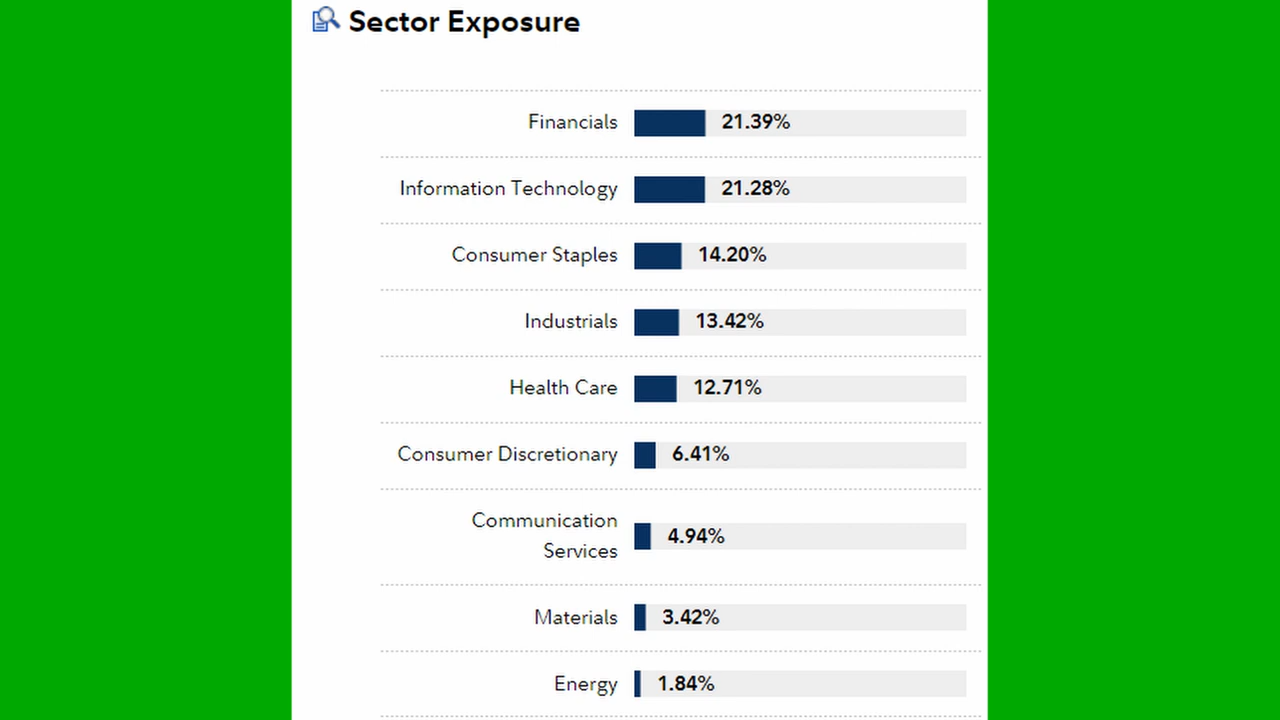 Sector Exposure
Financials 21.39%
Information Technology 21.28%
Consumer Staples 14.20%
Industrials 13.42%
Health Care 12.71%
Consumer Discretionary 6.41%
Communication
Services 4.94%
Materials 3.42%
Energy 1.84%